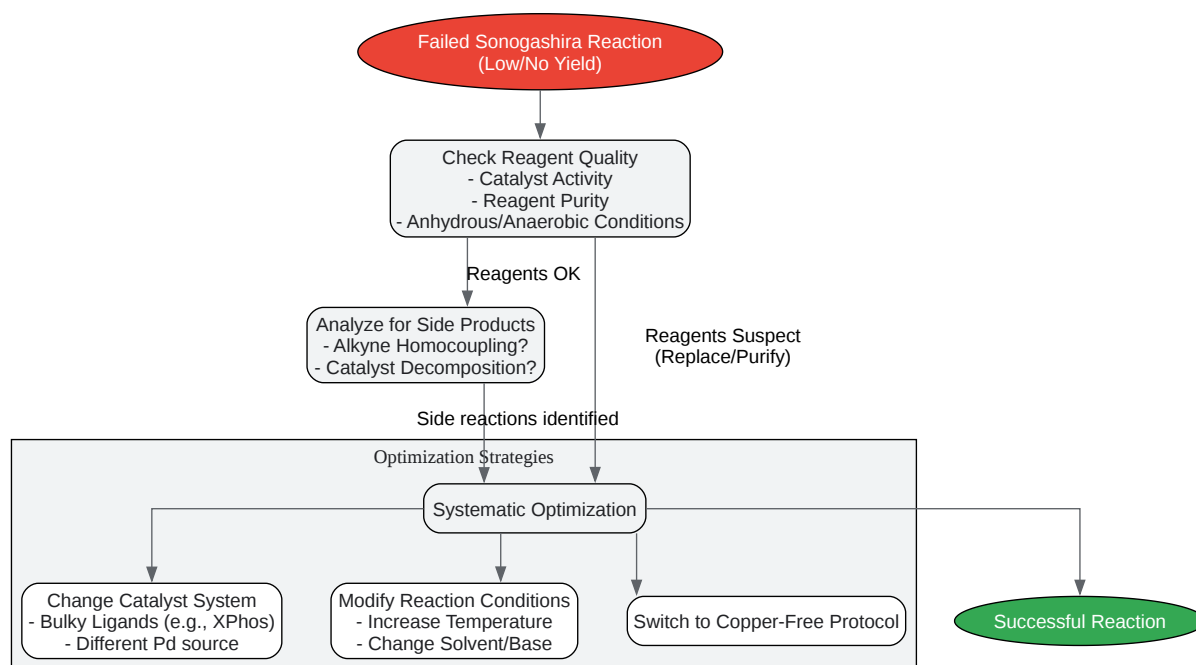 Failed Sonogashira Reaction
(Low/No Yield)
Check Reagent Quality
- Catalyst Activity
- Reagent Purity
- Anhydrous/Anaerobic Conditions
Reagents OK
Analyze for Side Products
- Alkyne Homocoupling?
- Catalyst Decomposition?
Reagents Suspect
(Replace/Purify)
Side reactions identified
Optimization Strategies
Systematic Optimization
Change Catalyst System
- Bulky Ligands (e.g., XPhos)
- Different Pd source
Modify Reaction Conditions
- Increase Temperature
- Change Solvent/Base
Switch to Copper-Free Protocol
Successful Reaction